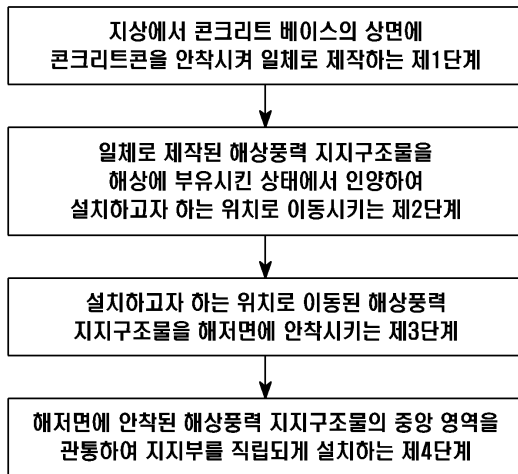 지상에서 콘크리트 베이스의 상면에
콘크리트콘을 안착시켜 일체로 제작하는 제1단계
일체로 제작된 해상풍력 지지구조물을
해상에 부유시킨 상태에서 인양하여
설치하고자 하는 위치로 이동시키는 제2단계
설치하고자 하는 위치로 이동된 해상풍력
지지구조물을 해저면에 안착시키는 제3단계
해저면에 안착된 해상풍력 지지구조물의 중앙 영역을
관통하여 지지부를 직립되게 설치하는 제4단계